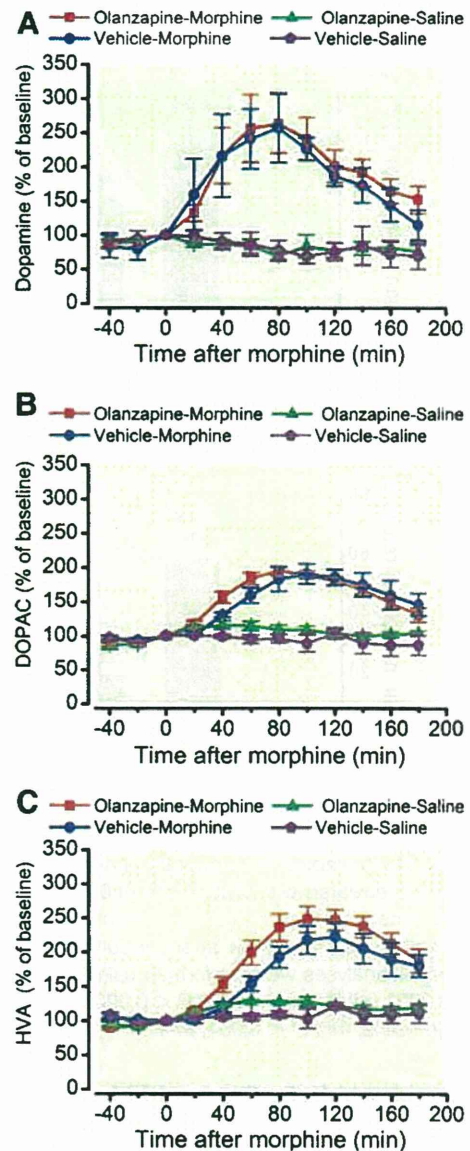 A
Olanzapine-Morphine Olanzapine-Saline
Vehicle-Morphine Vehicle-Saline
Dopamine (% of baseline)
350
300
250
200
150
100
50
0
-40 0 40 80 120 160 200
Time after morphine (min)
B
Olanzapine-Morphine Olanzapine-Saline
Vehicle-Morphine Vehicle-Saline
DOPAC (% of baseline)
350
300
250
200
150
100
50
0
-40 0 40 80 120 160 200
Time after morphine (min)
C
Olanzapine-Morphine Olanzapine-Saline
Vehicle-Morphine Vehicle-Saline
HVA (% of baseline)
350
300
250
200
150
100
50
0
-40 0 40 80 120 160 200
Time after morphine (min)